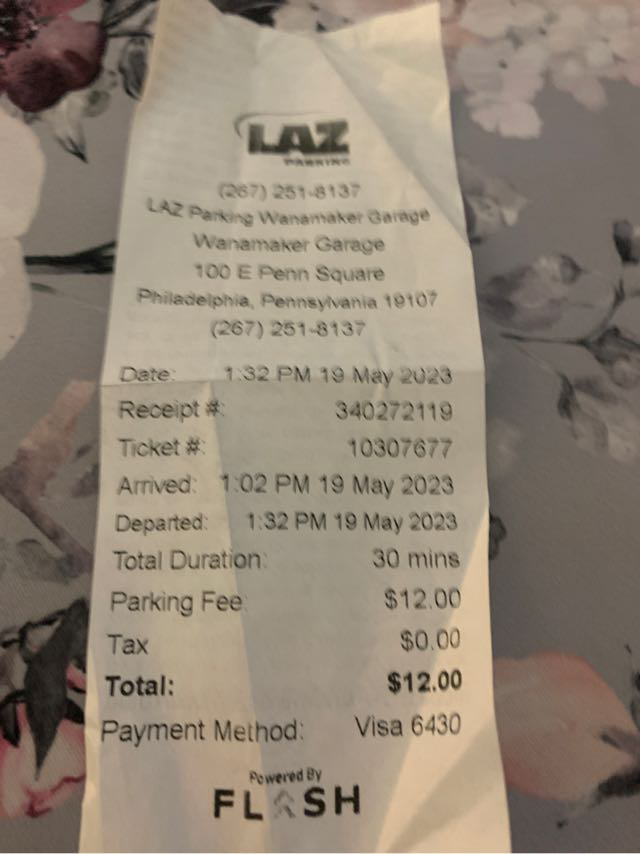 LAZ
PARKING
(267) 251-8137
LAZ Parking Wanamaker Garage
Wanamaker Garage
100 E Penn Square
Philadelphia, Pennsylvania 19107
(267) 251-8137
Date: 1:32 PM 19 May 2023
Receipt #: 340272119
Ticket #: 10307677
Arrived: 1:02 PM 19 May 2023
Departed: 1:32 PM 19 May 2023
Total Duration: 30 mins
Parking Fee: $12.00
Tax $0.00
Total: $12.00
Payment Method: Visa 6430
Powered By
FLASH